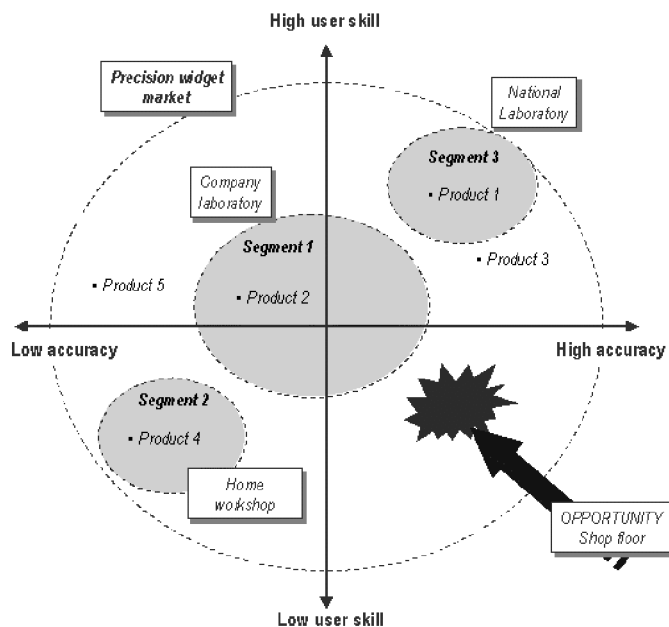 High user skill
Precision widget
market
National
Laboratory
Segment 3
Company
laboratory
▪ Product 1
Segment 1
▪ Product 3
▪ Product 5
▪ Product 2
Low accuracy
High accuracy
Segment 2
▪ Product 4
Home
workshop
OPPORTUNITY
Shop floor
Low user skill